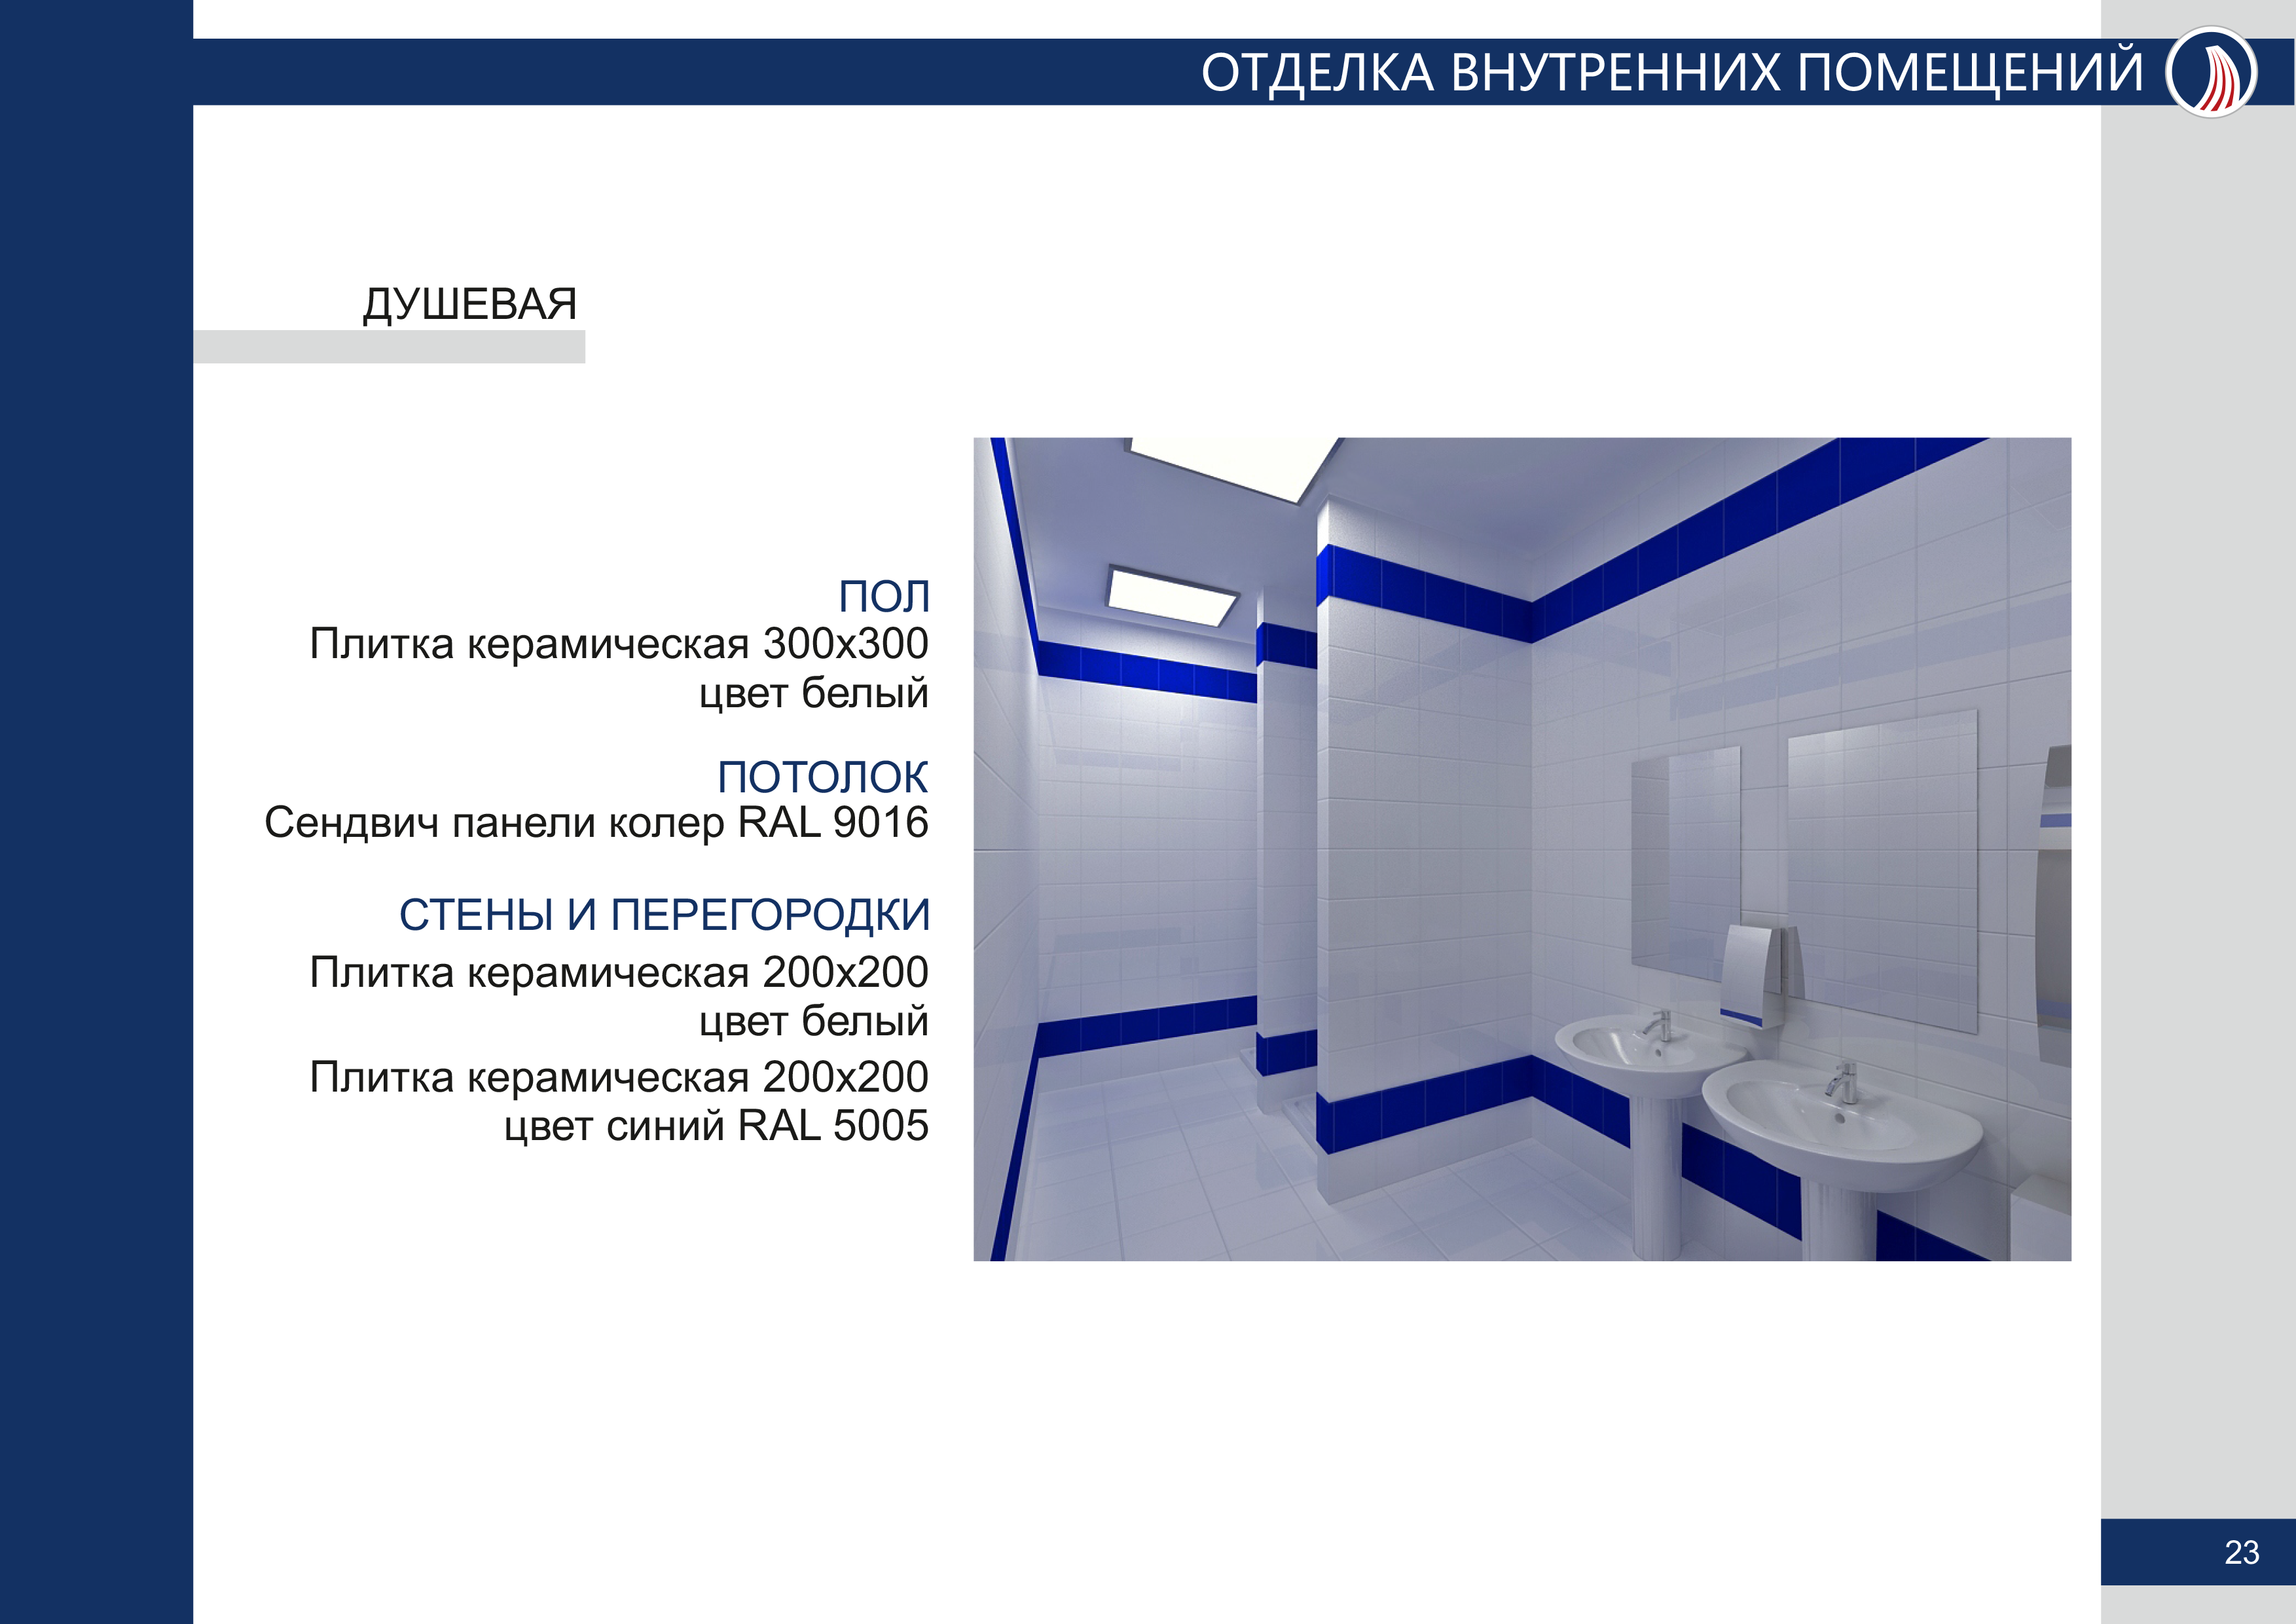 ОТДЕЛКА ВНУТРЕННИХ ПОМЕЩЕНИЙ
ДУШЕВАЯ
ПОЛ
Плитка керамическая 300х300
цвет белый
ПОТОЛОК
Сендвич панели колер RAL 9016
СТЕНЫ И ПЕРЕГОРОДКИ
Плитка керамическая 200х200
цвет белый
Плитка керамическая 200х200
цвет синий RAL 5005
23